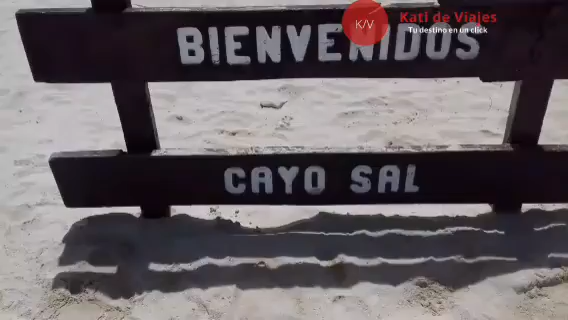 K/V
Kati de Viajes
Tu destino en un click
BIENVENIDOS
CAYO SAL